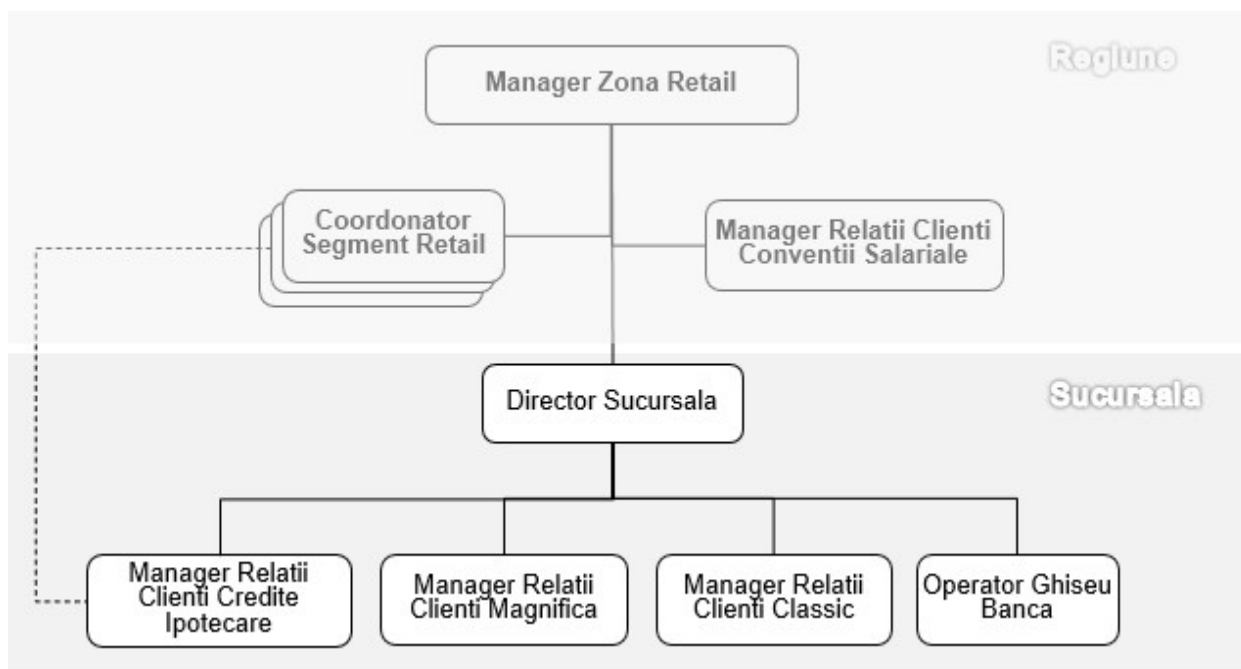 Regiune
Manager Zona Retail
Coordonator
Segment Retail
Manager Relatii Clienti
Conventii Salariale
Sucursala
Director Sucursala
Manager Relatii
Clienti Credite
Ipotecare
Manager Relatii
Clienti Magnifica
Manager Relatii
Clienti Classic
Operator Ghiseu
Banca